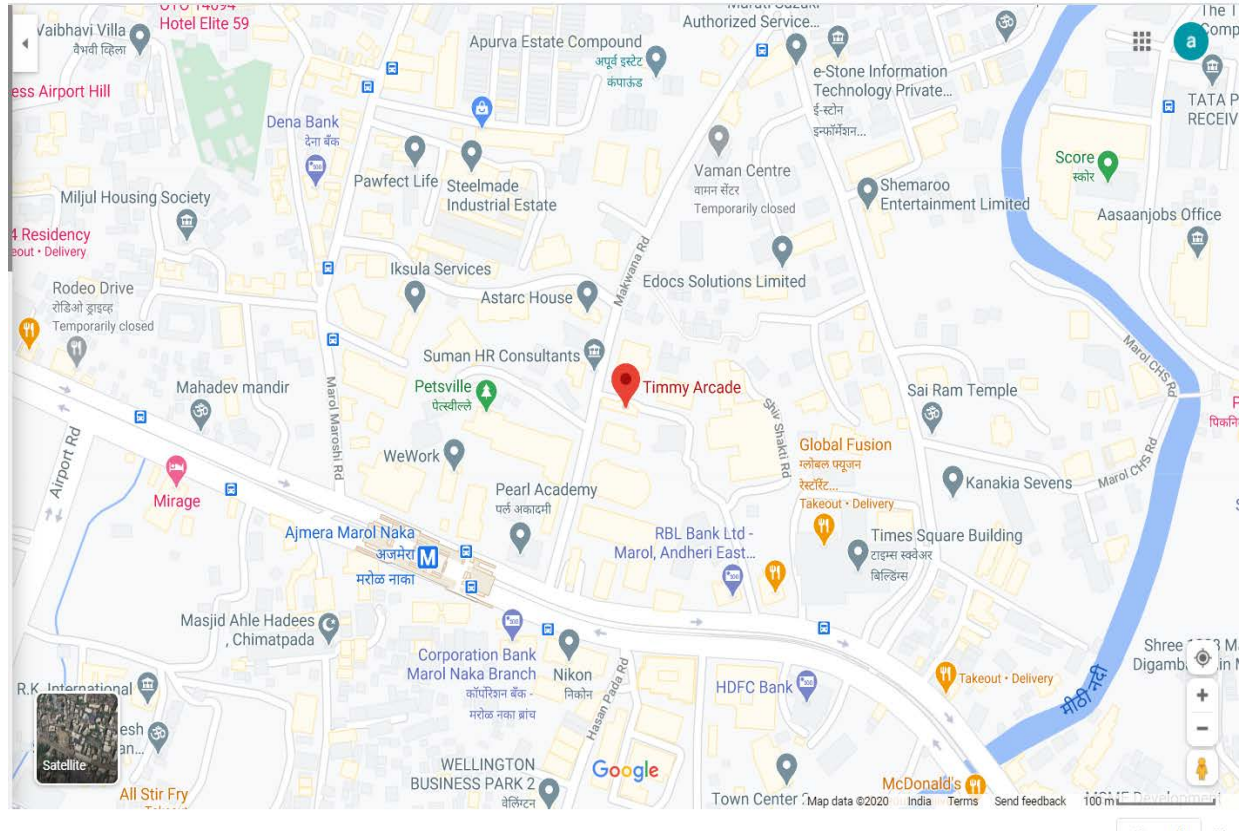 Hotel Elite 59
Vaibhavi Villa
वैभवी व्हिला
Apurva Estate Compound
अपूर्व इस्टेट
कंपाऊंड
Authorized Service...
e-Stone Information
Technology Private...
ई-स्टोन
इन्फॉर्मेशन...
a
The T
Comp
TATA P
RECEIV
ess Airport Hill
Dena Bank
देना बँक
Pawfect Life
Steelmade
Industrial Estate
Vaman Centre
वामन सेंटर
Temporarily closed
Shemaroo
Entertainment Limited
Score
स्कोर
Aasaanjobs Office
Miljul Housing Society
4 Residency
eout • Delivery
Rodeo Drive
रोडिओ ड्राइव्ह
Temporarily closed
Iksula Services
Astarc House
Makwana Rd
Edocs Solutions Limited
Suman HR Consultants
Petsville
पेत्स्वील्ले
Timmy Arcade
Mahadev mandir
Marol Maroshi Rd
Airport Rd
Mirage
WeWork
Pearl Academy
पर्ल अकादमी
Shiv Shakti Rd
Global Fusion
ग्लोबल फ्यूजन
रेस्टॉरेंट...
Takeout • Delivery
Sai Ram Temple
Marol CHS Rd
Marol CHS Rd
Kanakia Sevens
Ajmera Marol Naka
अजमेरा
मरोळ नाका
M
RBL Bank Ltd -
Marol, Andheri East...
Times Square Building
टाइम्स स्क्वेअर
बिल्डिंग्स
Masjid Ahle Hadees
, Chimatpada
Corporation Bank
Marol Naka Branch
कॉर्पोरेशन बँक -
मरोळ नका ब्रांच
Nikon
निकोन
Hasan Pada Rd
HDFC Bank
Takeout • Delivery
मीठी नदी
R.K. International
Satellite
All Stir Fry
WELLINGTON
BUSINESS PARK 2
वेलिंग्टन
Google
Town Center
McDonald's
Map data ©2020 India Terms Send feedback 100 m